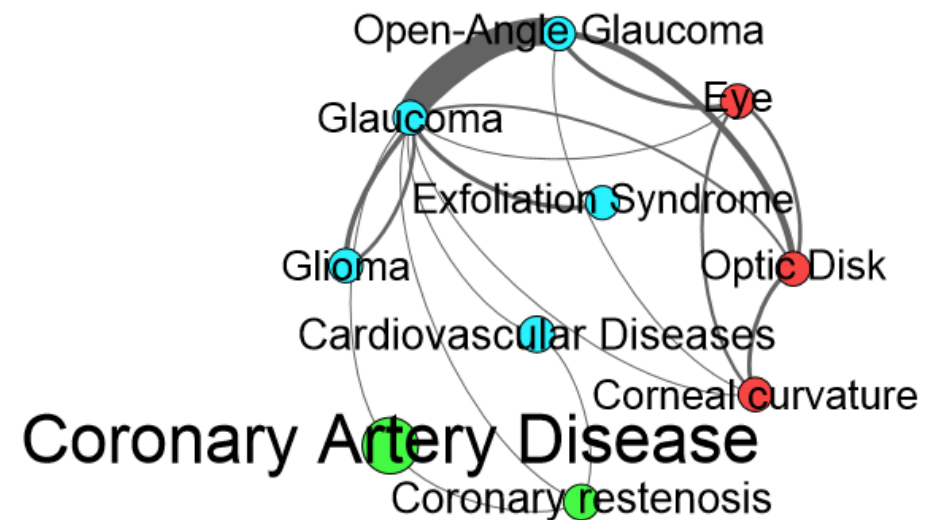 Open-Angle Glaucoma
Eye
Glaucoma
Exfoliation Syndrome
Glioma
Optic Disk
Cardiovascular Diseases
Corneal curvature
Coronary Artery Disease
Coronary restenosis